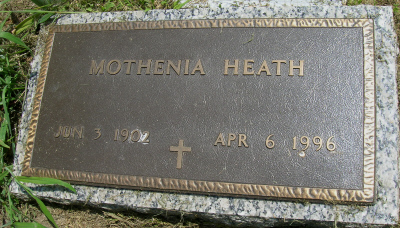 MOTHENIA HEATH
JUN 3 1902 APR 6 1996